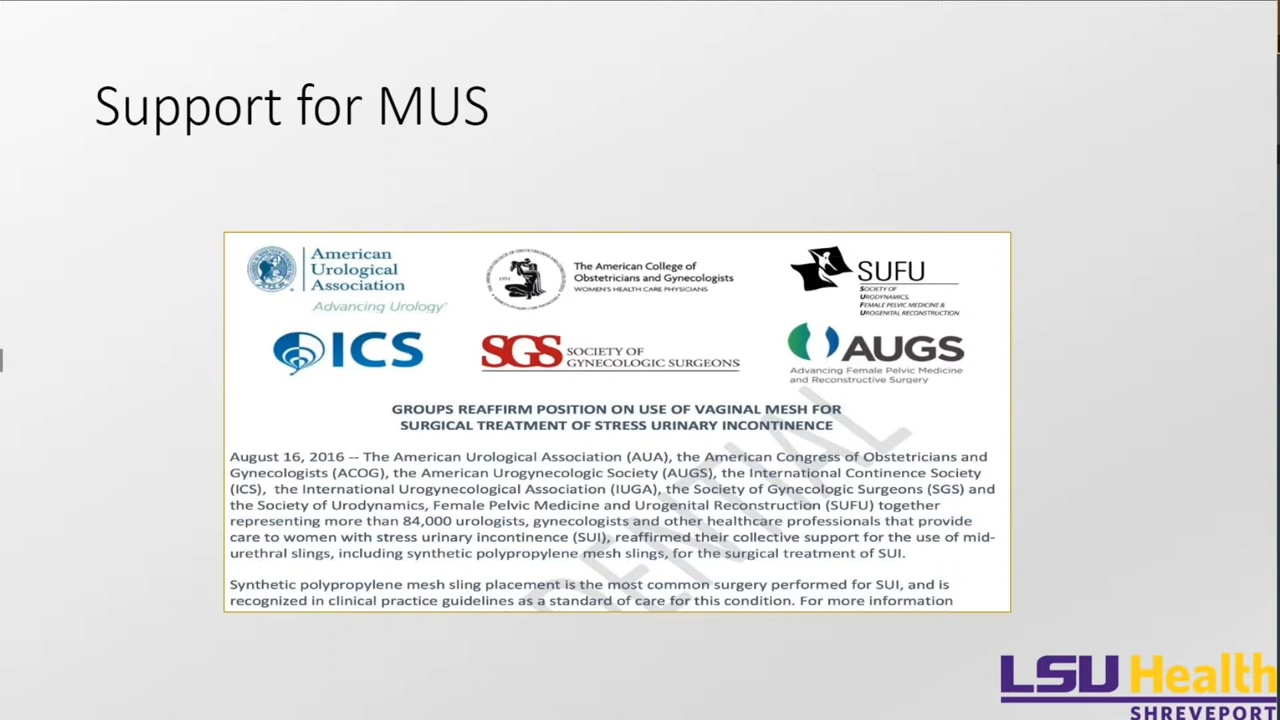 Support for MUS
American
Urological
Association
Advancing Urology
The American College of
Obstetricians and Gynecologists
WOMEN'S HEALTH CARE PHYSICIANS
SUFU
SOCIETY OF
URODYNAMICS,
FEMALE PELVIC MEDICINE &
UROGENITAL RECONSTRUCTION
ICS
SGS SOCIETY OF
GYNECOLOGIC SURGEONS
AUGS
Advancing Female Pelvic Medicine
and Reconstructive Surgery
GROUPS REAFFIRM POSITION ON USE OF VAGINAL MESH FOR
SURGICAL TREATMENT OF STRESS URINARY INCONTINENCE
August 16, 2016 -- The American Urological Association (AUA), the American Congress of Obstetricians and
Gynecologists (ACOG), the American Urogynecologic Society (AUGS), the International Continence Society
(ICS), the International Urogynecological Association (IUGA), the Society of Gynecologic Surgeons (SGS) and
the Society of Urodynamics, Female Pelvic Medicine and Urogenital Reconstruction (SUFU) together
representing more than 84,000 urologists, gynecologists and other healthcare professionals that provide
care to women with stress urinary incontinence (SUI), reaffirmed their collective support for the use of mid-
urethral slings, including synthetic polypropylene mesh slings, for the surgical treatment of SUI.
Synthetic polypropylene mesh sling placement is the most common surgery performed for SUI, and is
recognized in clinical practice guidelines as a standard of care for this condition. For more information
DENTIAL
LSU Health
SHREVEPORT